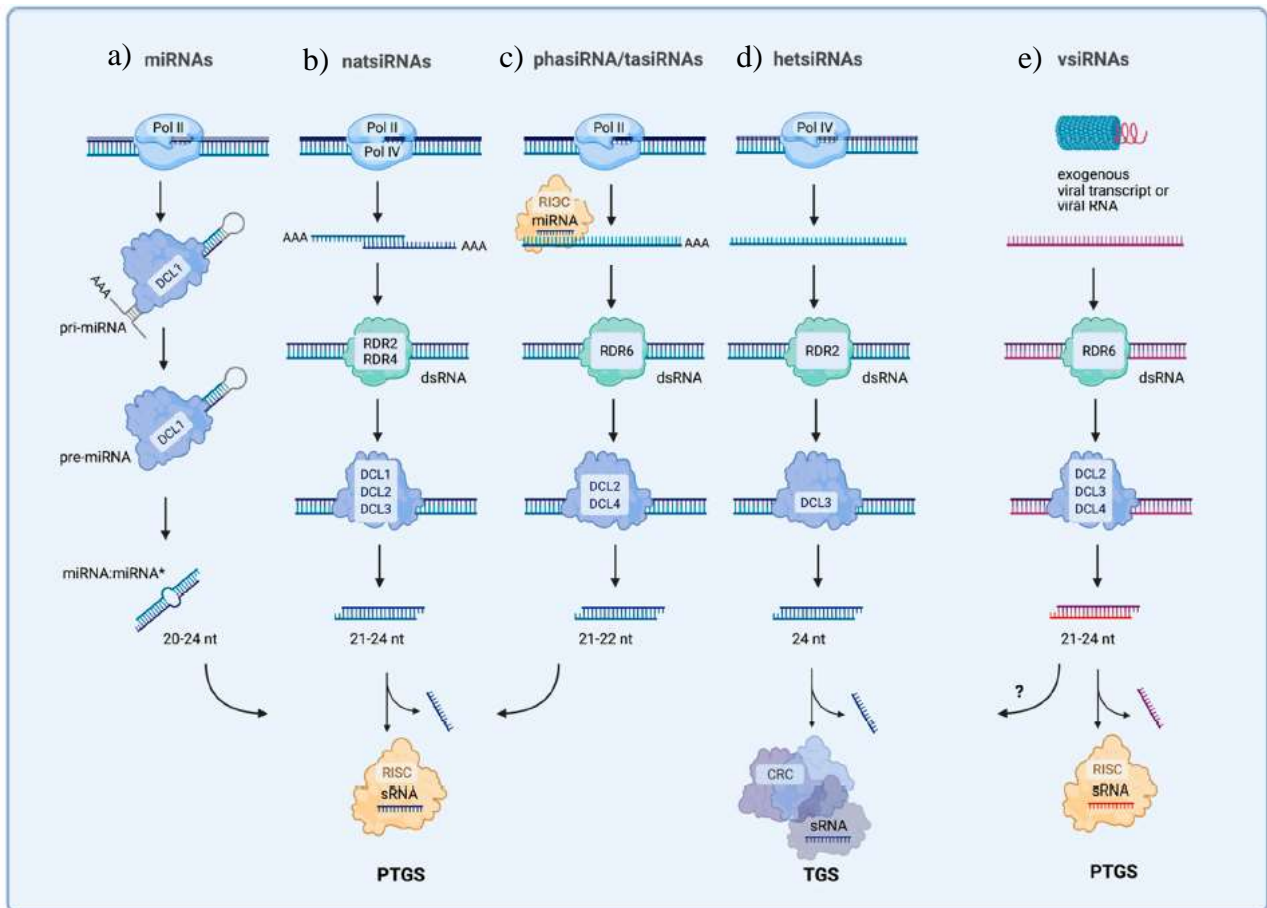 a) miRNAs
b) natsiRNAs
c) phasiRNA/tasiRNAs
d) hetsiRNAs
e) vsiRNAs
Pol II
Pol II
Pol IV
Pol II
Pol IV
exogenous
viral transcript or
viral RNA
DCL1
AAA
pri-miRNA
AAA
AAA
RISC
miRNA
AAA
DCL1
pre-miRNA
RDR2
RDR4
dsRNA
RDR6
dsRNA
RDR2
dsRNA
RDR6
dsRNA
DCL1
DCL2
DCL3
DCL2
DCL4
DCL3
DCL2
DCL3
DCL4
miRNA:miRNA*
20-24 nt
21-24 nt
21-22 nt
24 nt
21-24 nt
?
RISC
sRNA
PTGS
CRC
sRNA
TGS
RISC
sRNA
PTGS